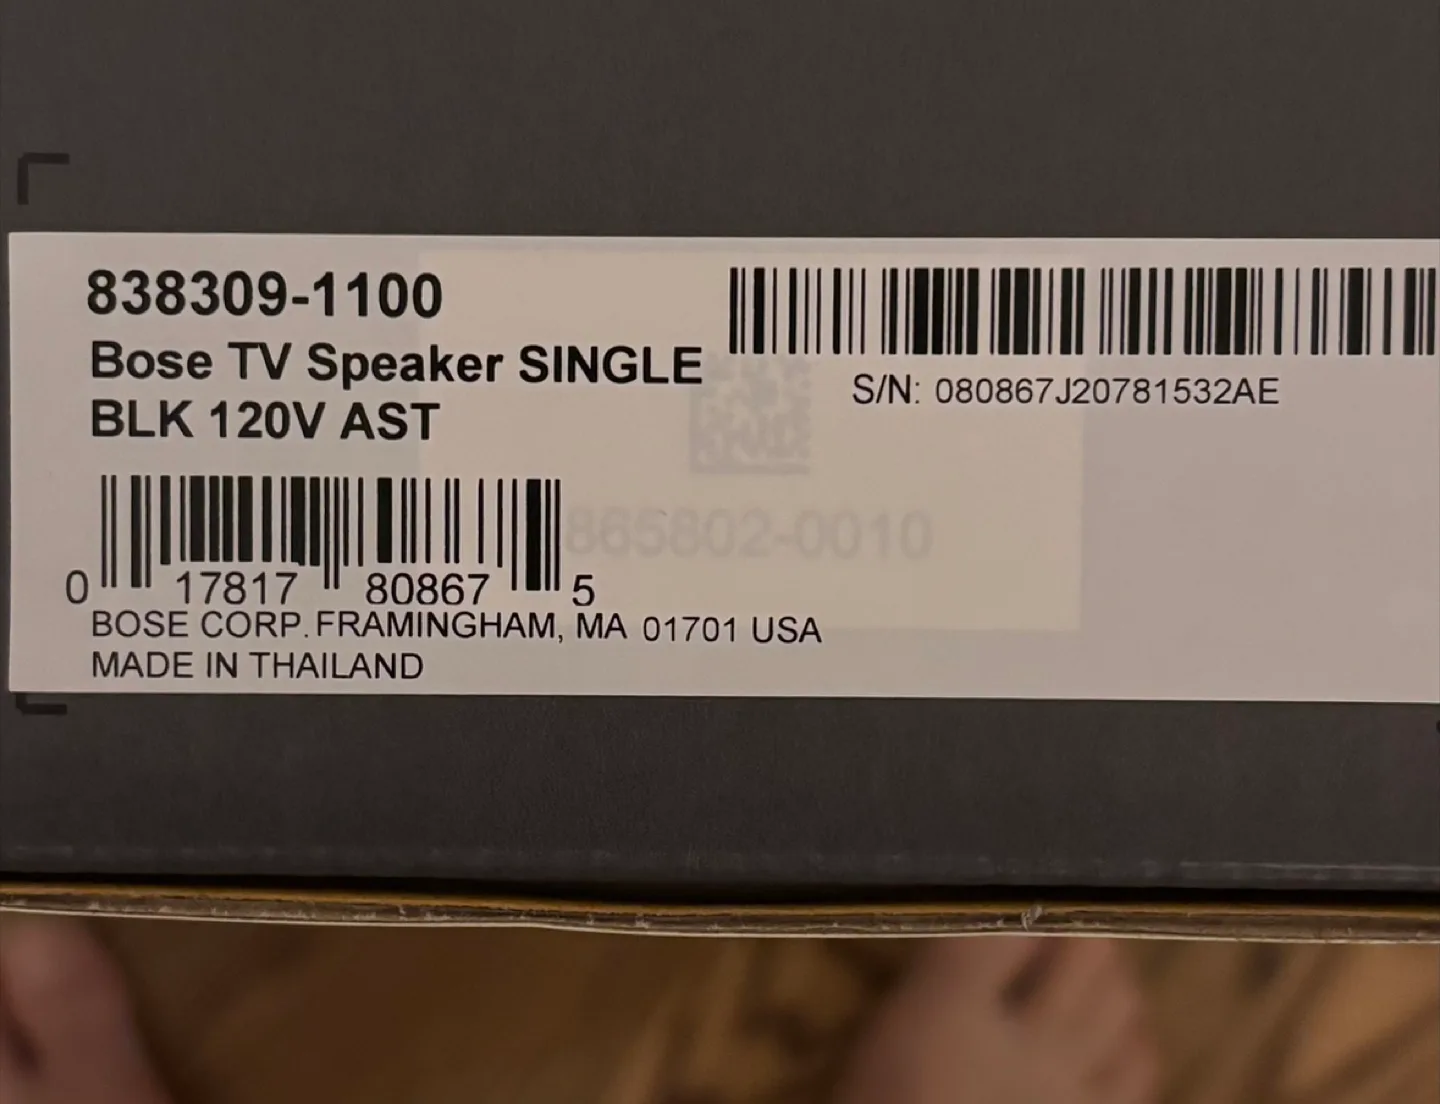 838309-1100
Bose TV Speaker SINGLE
BLK 120V AST
S/N: 080867J20781532AE
865802-0010
0 17817 80867 5
BOSE CORP. FRAMINGHAM, MA 01701 USA
MADE IN THAILAND